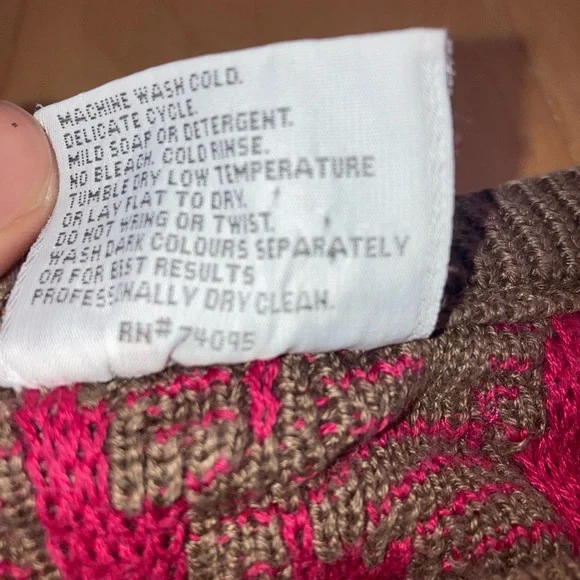 MACHINE WASH COLD.
DELICATE CYCLE.
MILD SOAP OR DETERGENT.
NO BLEACH. COLD RINSE.
TUMBLE DRY LOW TEMPERATURE
OR LAY FLAT TO DRY.
DO NOT WRING OR TWIST.
WASH DARK COLOURS SEPARATELY
OR FOR BEST RESULTS
PROFESSIONALLY DRY CLEAN.
RN# 74095